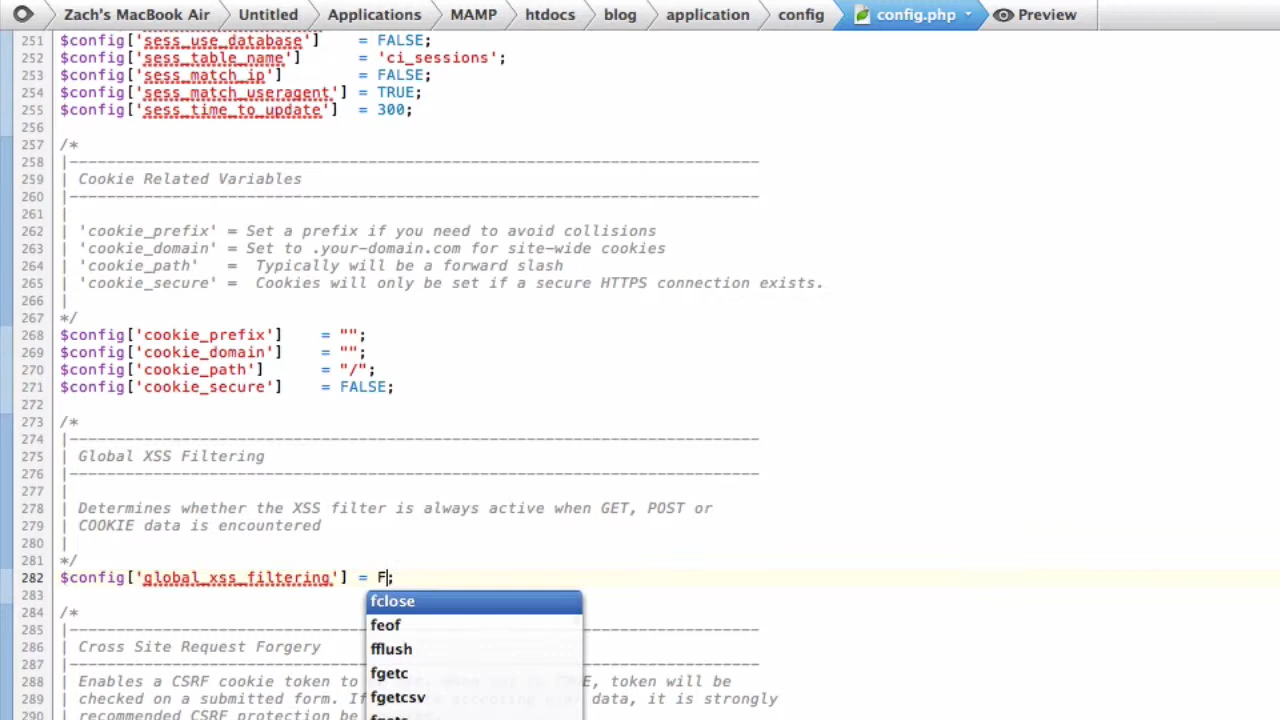 Zach's MacBook Air Untitled Applications MAMP htdocs blog application config config.php Preview
251 $config['sess_use_database'] = FALSE;
252 $config['sess_table_name'] = 'ci_sessions';
253 $config['sess_match_ip'] = FALSE;
254 $config['sess_match_useragent'] = TRUE;
255 $config['sess_time_to_update'] = 300;
256
257 /*
258 |--------------------------------------------------------------------------
259 | Cookie Related Variables
260 |--------------------------------------------------------------------------
261 |
262 | 'cookie_prefix' = Set a prefix if you need to avoid collisions
263 | 'cookie_domain' = Set to .your-domain.com for site-wide cookies
264 | 'cookie_path' = Typically will be a forward slash
265 | 'cookie_secure' = Cookies will only be set if a secure HTTPS connection exists.
266 |
267 */
268 $config['cookie_prefix'] = "";
269 $config['cookie_domain'] = "";
270 $config['cookie_path'] = "/";
271 $config['cookie_secure'] = FALSE;
272
273 /*
274 |--------------------------------------------------------------------------
275 | Global XSS Filtering
276 |--------------------------------------------------------------------------
277 |
278 | Determines whether the XSS filter is always active when GET, POST or
279 | COOKIE data is encountered
280 |
281 */
282 $config['global_xss_filtering'] = F;
283
284 /*
285 |--------------------------------------------------------------------------
286 | Cross Site Request Forgery
287 |--------------------------------------------------------------------------
288 | Enables a CSRF cookie token to , token will be
289 | checked on a submitted form. If data, it is strongly
290 | recommended CSRF protection be
fclose
feof
fflush
fgetc
fgetcsv